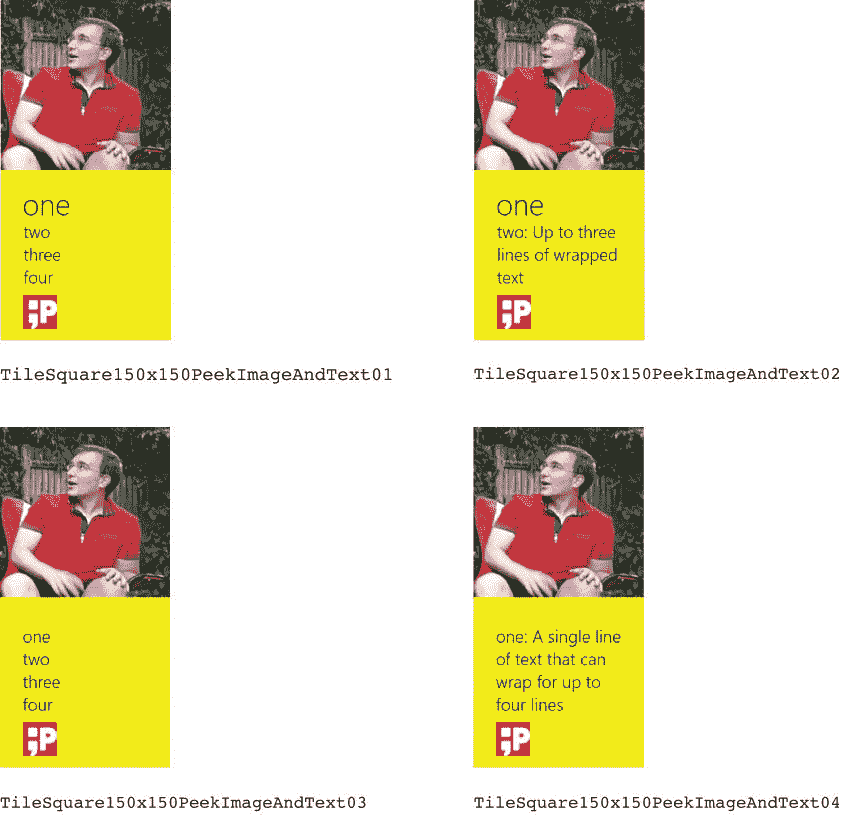 one
two
three
four
;P
TileSquare150x150PeekImageAndText01
one
two: Up to three
lines of wrapped
text
;P
TileSquare150x150PeekImageAndText02
one
two
three
four
;P
TileSquare150x150PeekImageAndText03
one: A single line
of text that can
wrap for up to
four lines
;P
TileSquare150x150PeekImageAndText04